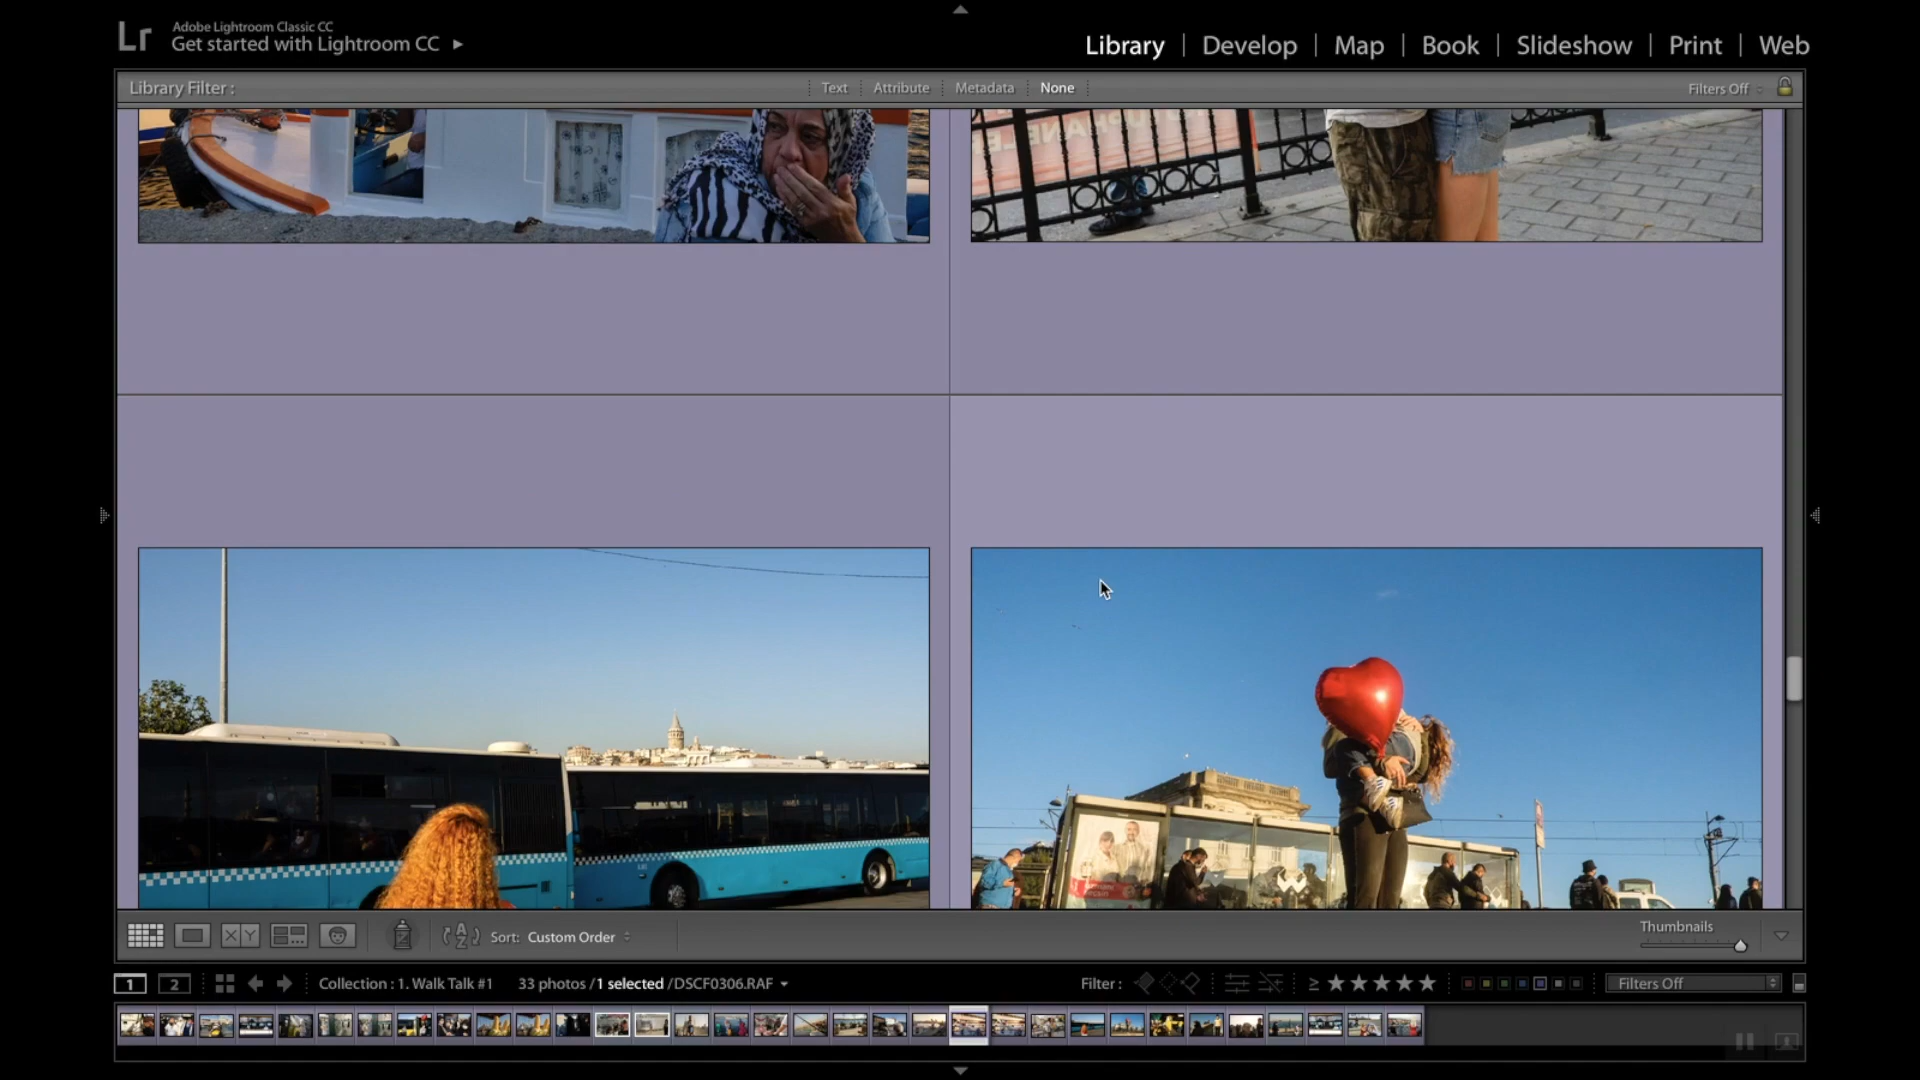 Lr
Adobe Lightroom Classic CC
Get started with Lightroom CC
Library | Develop | Map | Book | Slideshow | Print | Web
Library Filter :
Text Attribute Metadata None
Filters Off
Sort: Custom Order
Thumbnails
1 2
Collection : 1. Walk Talk #1
33 photos / 1 selected / DSCF0306.RAF
Filter :
≥ ★ ★ ★ ★ ★
Filters Off